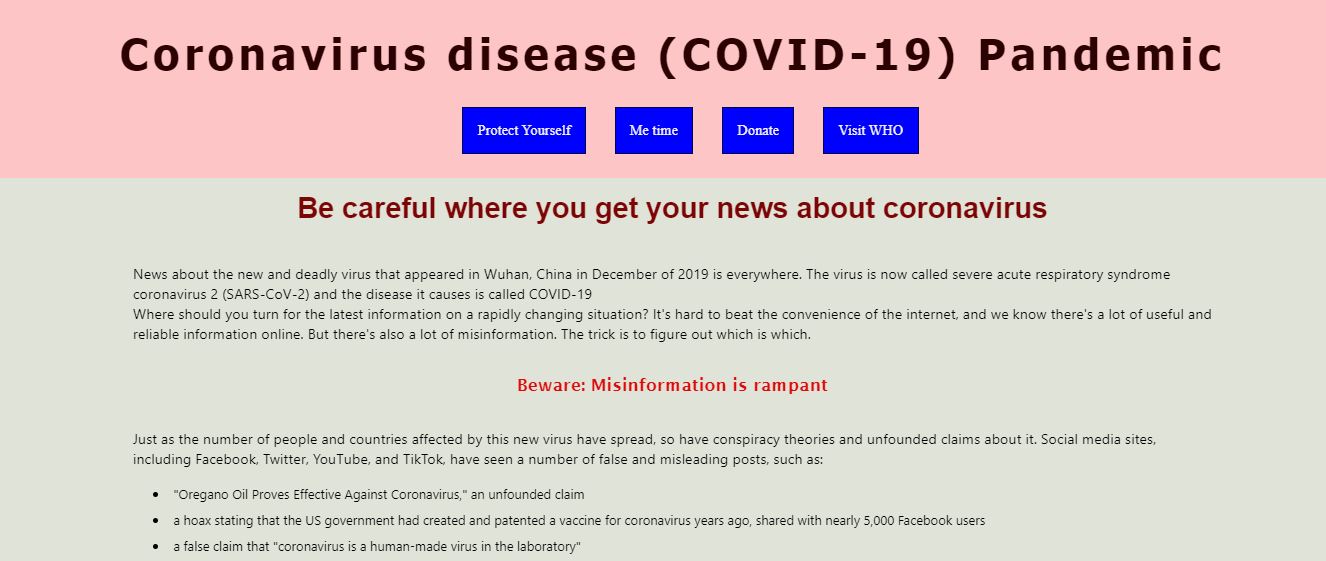 Coronavirus disease (COVID-19) Pandemic
Protect Yourself Me time Donate Visit WHO
Be careful where you get your news about coronavirus
News about the new and deadly virus that appeared in Wuhan, China in December of 2019 is everywhere. The virus is now called severe acute respiratory syndrome
coronavirus 2 (SARS-CoV-2) and the disease it causes is called COVID-19
Where should you turn for the latest information on a rapidly changing situation? It's hard to beat the convenience of the internet, and we know there's a lot of useful and
reliable information online. But there's also a lot of misinformation. The trick is to figure out which is which.
Beware: Misinformation is rampant
Just as the number of people and countries affected by this new virus have spread, so have conspiracy theories and unfounded claims about it. Social media sites,
including Facebook, Twitter, YouTube, and TikTok, have seen a number of false and misleading posts, such as:
• "Oregano Oil Proves Effective Against Coronavirus," an unfounded claim
• a hoax stating that the US government had created and patented a vaccine for coronavirus years ago, shared with nearly 5,000 Facebook users
• a false claim that "coronavirus is a human-made virus in the laboratory"